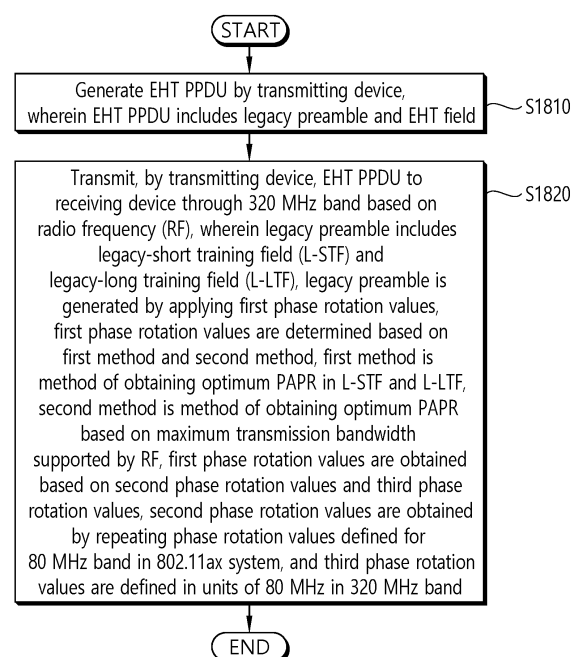 START
Generate EHT PPDU by transmitting device,
wherein EHT PPDU includes legacy preamble and EHT field
S1810
Transmit, by transmitting device, EHT PPDU to
receiving device through 320 MHz band based on
radio frequency (RF), wherein legacy preamble includes
legacy-short training field (L-STF) and
legacy-long training field (L-LTF), legacy preamble is
generated by applying first phase rotation values,
first phase rotation values are determined based on
first method and second method, first method is
method of obtaining optimum PAPR in L-STF and L-LTF,
second method is method of obtaining optimum PAPR
based on maximum transmission bandwidth
supported by RF, first phase rotation values are obtained
based on second phase rotation values and third phase
rotation values, second phase rotation values are obtained
by repeating phase rotation values defined for
80 MHz band in 802.11ax system, and third phase rotation
values are defined in units of 80 MHz in 320 MHz band
S1820
END